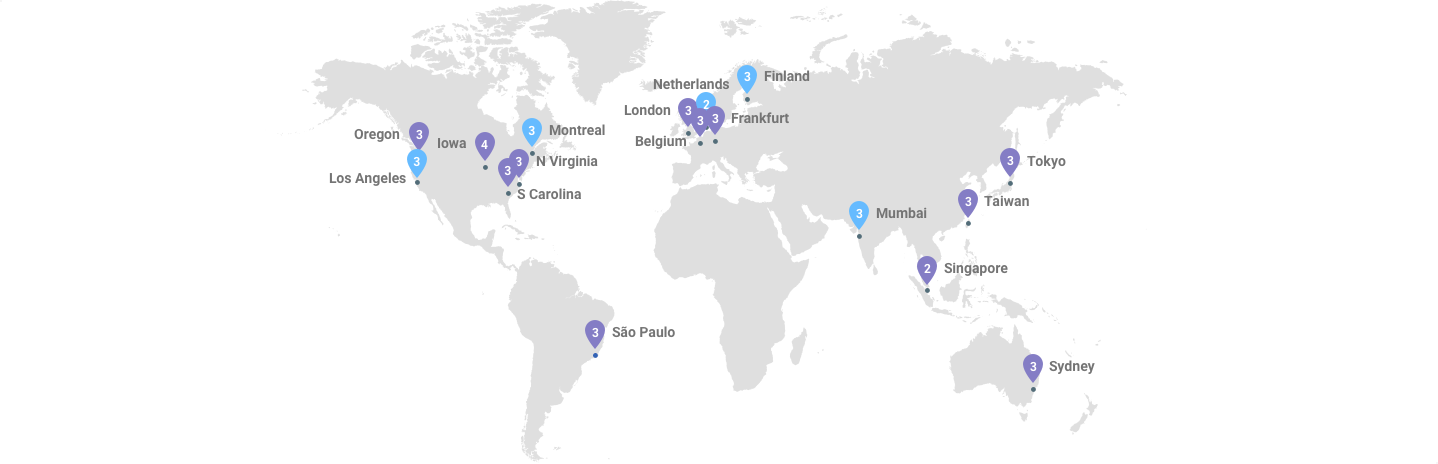 3 Finland
Netherlands
2
London 3
3 Frankfurt
3
Belgium
Oregon 3
3 Montreal
Iowa 4
3
Los Angeles
3 N Virginia
3
S Carolina
3
Tokyo
3 Taiwan
3 Mumbai
2 Singapore
3 São Paulo
3 Sydney